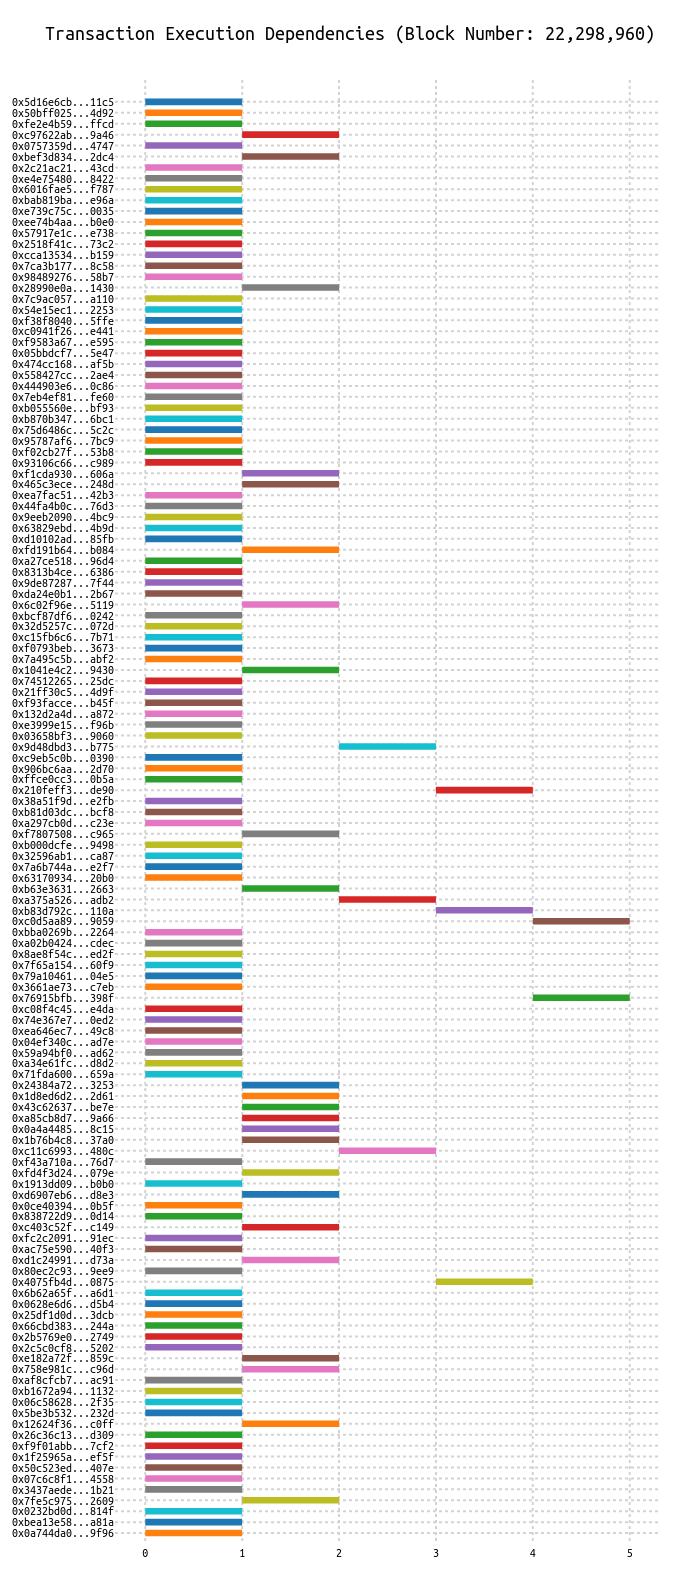 Transaction Execution Dependencies (Block Number: 22,298,960)
0x5d16e6cb...11c5
0x50bff025...4d92
0xfe2e4b59...ffcd
0xc97622ab...9a46
0x0757359d...4747
0xbef3d834...2dc4
0x2c21ac21...43cd
0xe4e75480...8422
0x6016fae5...f787
0xbab819ba...e96a
0xe739c75c...0035
0xee74b4aa...b0e0
0x57917e1c...e738
0x2518f41c...73c2
0xcca13534...b159
0x7ca3b177...8c58
0x98489276...58b7
0x28990e0a...1430
0x7c9ac057...a110
0x54e15ec1...2253
0xf38f8040...5ffe
0xc0941f26...e441
0xf9583a67...e595
0x05bbdcf7...5e47
0x474cc168...af5b
0x558427cc...2ae4
0x444903e6...0c86
0x7eb4ef81...fe60
0xb055560e...bf93
0xb870b347...6bc1
0x75d6486c...5c2c
0x95787af6...7bc9
0xf02cb27f...53b8
0x93106c66...c989
0xf1cda930...606a
0x465c3ece...248d
0xea7fac51...42b3
0x44fa4b0c...76d3
0x9eeb2090...4bc9
0x63829ebd...4b9d
0xd10102ad...85fb
0xfd191b64...b084
0xa27ce518...96d4
0x8313b4ce...6386
0x9de87287...7f44
0xda24e0b1...2b67
0x6c02f96e...5119
0xbcf87df6...0242
0x32d5257c...072d
0xc15fb6c6...7b71
0xf0793beb...3673
0x7a495c5b...abf2
0x1041e4c2...9430
0x74512265...25dc
0x21ff30c5...4d9f
0xf93facce...b45f
0x132d2a4d...a872
0xe3999e15...f96b
0x03658bf3...9060
0x9d48dbd3...b775
0xc9eb5c0b...0390
0x906bc6aa...2d70
0xffce0cc3...0b5a
0x210feff3...de90
0x38a51f9d...e2fb
0xb81d03dc...bcf8
0xa297cb0d...c23e
0xf7807508...c965
0xb000dcfe...9498
0x32596ab1...ca87
0x7a6b744a...e2f7
0x63170934...20b0
0xb63e3631...2663
0xa375a526...adb2
0xb83d792c...110a
0xc0d5aa89...9059
0xbba0269b...2264
0xa02b0424...cdec
0x8ae8f54c...ed2f
0x7f65a154...60f9
0x79a10461...04e5
0x3661ae73...c7eb
0x76915bfb...398f
0xc08f4c45...e4da
0x74e367e7...0ed2
0xea646ec7...49c8
0x04ef340c...ad7e
0x59a94bf0...ad62
0xa34e61fc...d8d2
0x71fda600...659a
0x24384a72...3253
0x1d8ed6d2...2d61
0x43c62637...be7e
0xa85cb8d7...9a66
0x0a4a4485...8c15
0x1b76b4c8...37a0
0xc11c6993...480c
0xf43a710a...76d7
0xfd4f3d24...079e
0x1913dd09...b0b0
0xd6907eb6...d8e3
0x0ce40394...0b5f
0x838722d9...0d14
0xc403c52f...c149
0xfc2c2091...91ec
0xac75e590...40f3
0xd1c24991...d73a
0x80ec2c93...9ee9
0x4075fb4d...0875
0x6b62a65f...a6d1
0x0628e6d6...d5b4
0x25df1d0d...3dcb
0x66cbd383...244a
0x2b5769e0...2749
0x2c5c0cf8...5202
0xe182a72f...859c
0x758e981c...c96d
0xaf8cfcb7...ac91
0xb1672a94...1132
0x06c58628...2f35
0x5be3b532...232d
0x12624f36...c0ff
0x26c36c13...d309
0xf9f01abb...7cf2
0x1f25965a...ef5f
0x50c523ed...407e
0x07c6c8f1...4558
0x3437aede...1b21
0x7fe5c975...2609
0x0232bd0d...814f
0xbea13e58...a81a
0x0a744da0...9f96
0 1 2 3 4 5